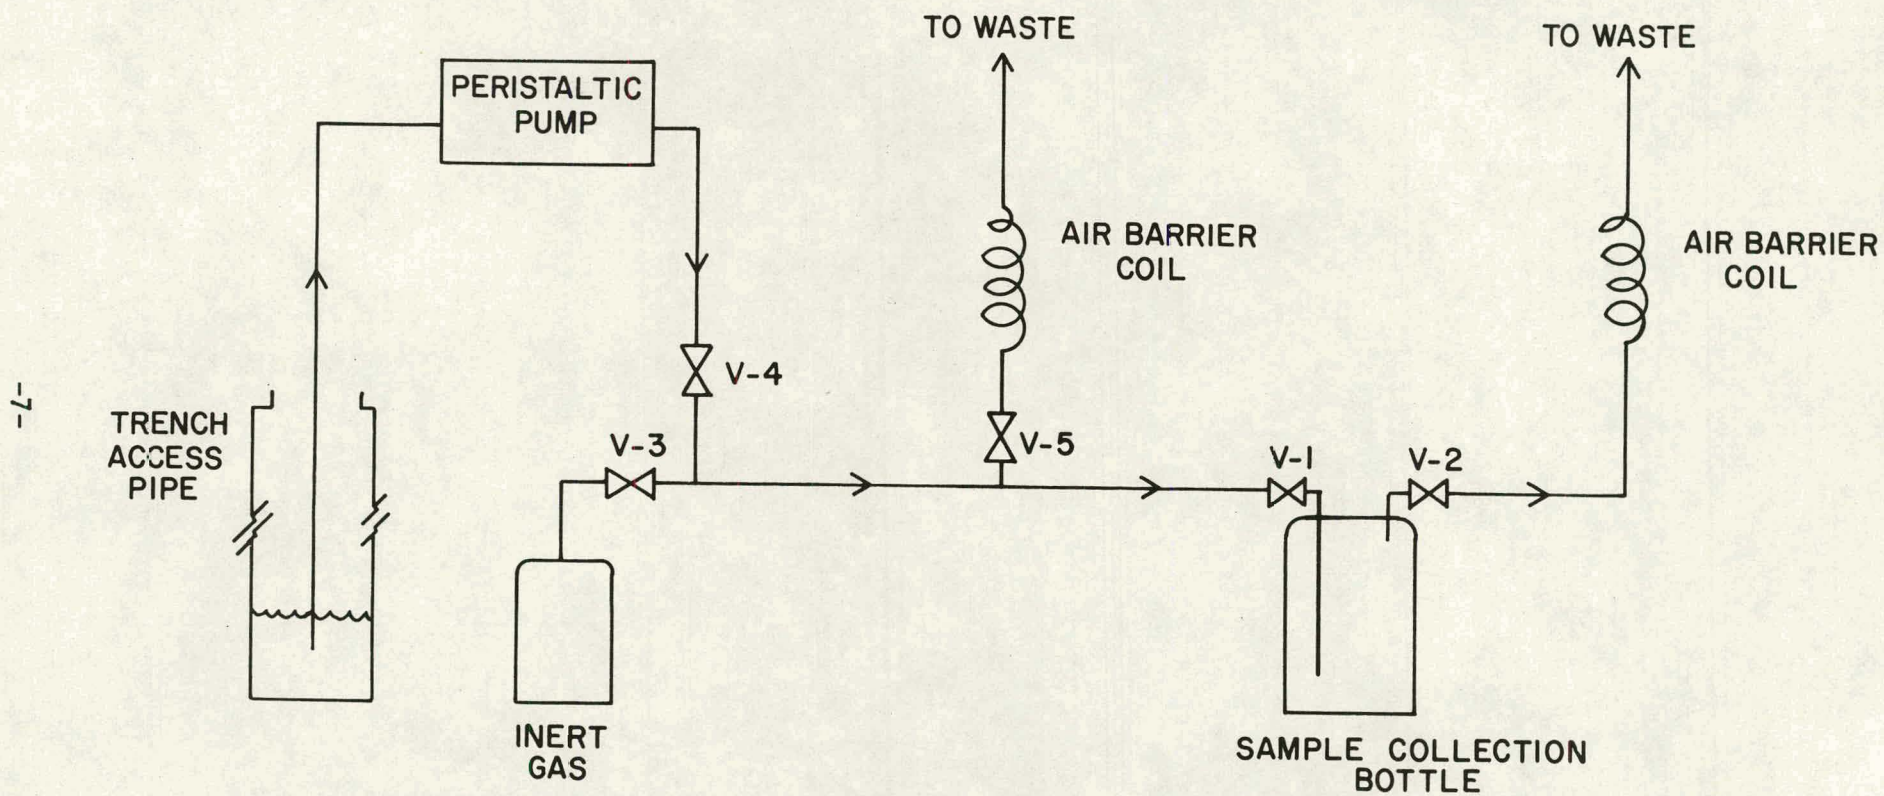 TO WASTE
TO WASTE
PERISTALTIC
PUMP
AIR BARRIER
COIL
AIR BARRIER
COIL
V-4
-7-
TRENCH
ACCESS
PIPE
V-3
V-5
V-1
V-2
INERT
GAS
SAMPLE COLLECTION
BOTTLE